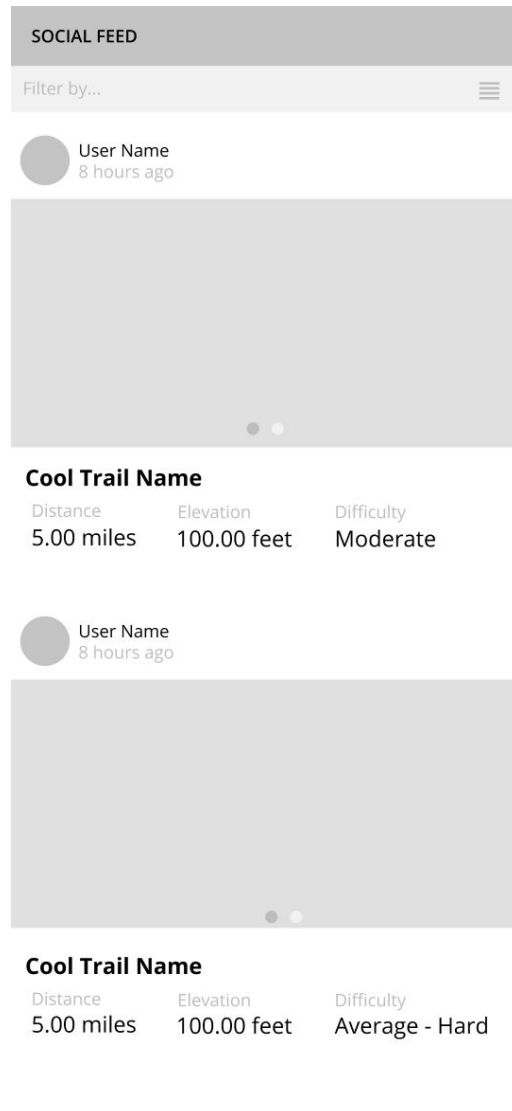 SOCIAL FEED
Filter by...
User Name
8 hours ago
Cool Trail Name
Distance Elevation Difficulty
5.00 miles 100.00 feet Moderate
User Name
8 hours ago
Cool Trail Name
Distance Elevation Difficulty
5.00 miles 100.00 feet Average - Hard